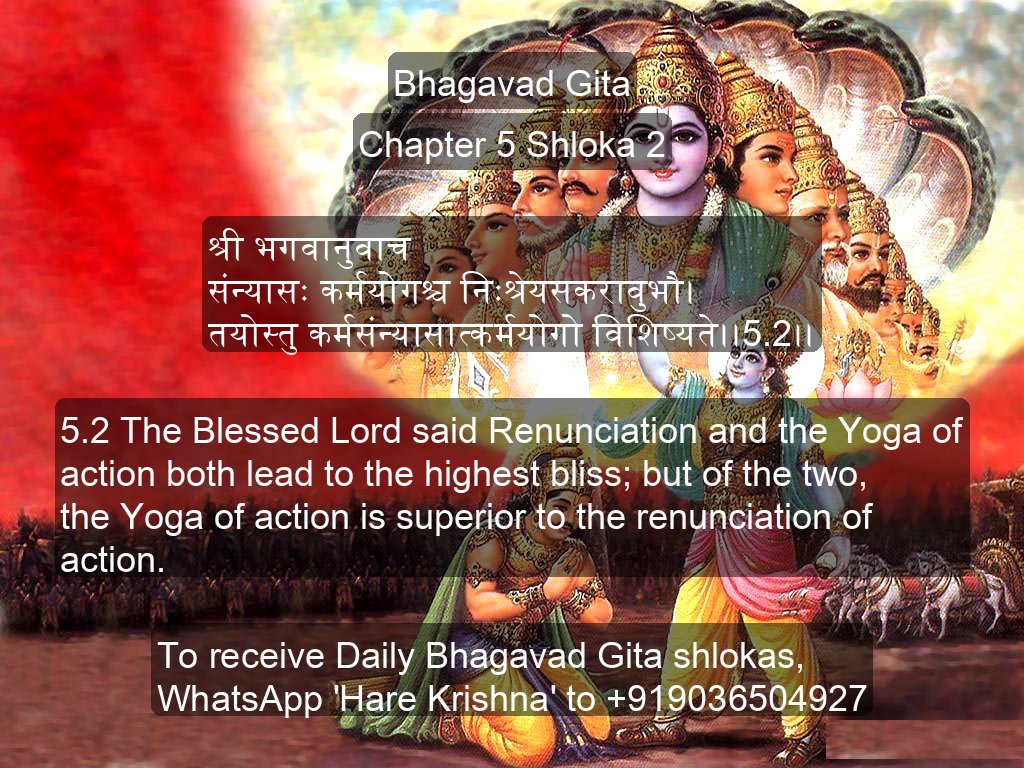 Bhagavad Gita
Chapter 5 Shloka 2
श्री भगवानुवाच
संन्यासः कर्मयोगश्च निःश्रेयसकरावुभौ।
तयोस्तु कर्मसंन्यासात्कर्मयोगो विशिष्यते।।5.2।।
5.2 The Blessed Lord said Renunciation and the Yoga of
action both lead to the highest bliss; but of the two,
the Yoga of action is superior to the renunciation of
action.
To receive Daily Bhagavad Gita shlokas,
WhatsApp 'Hare Krishna' to +919036504927